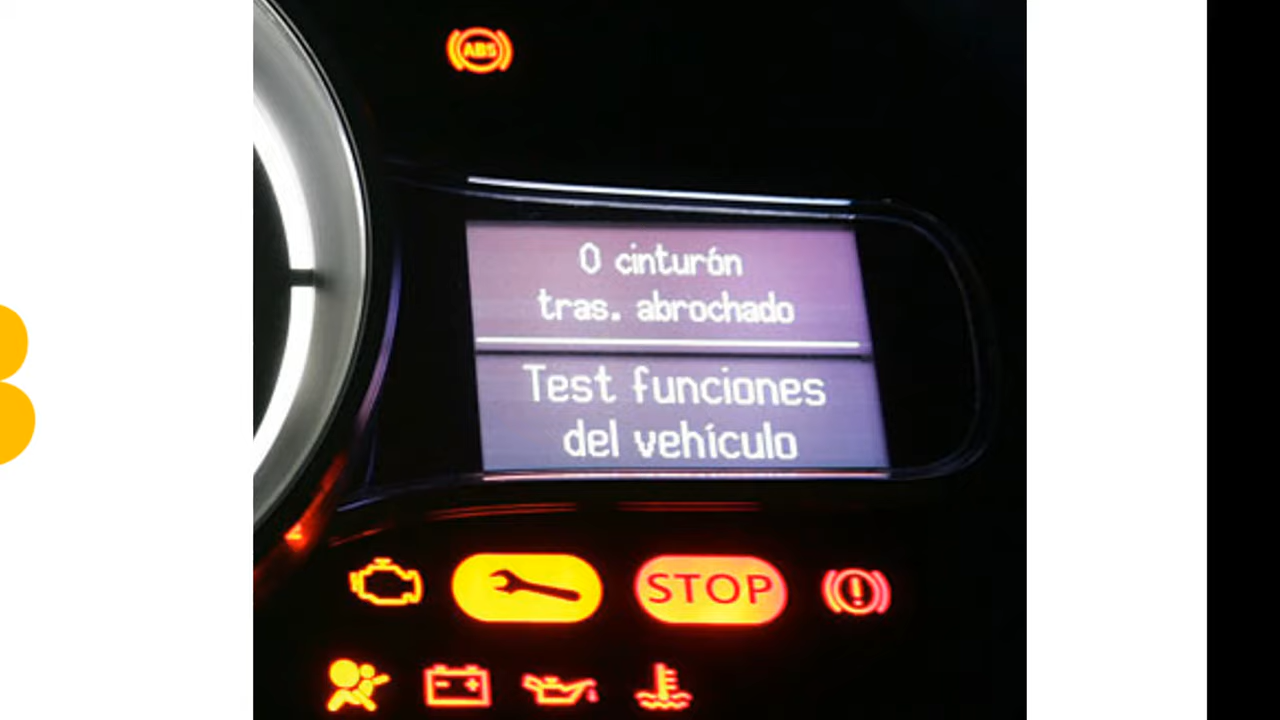 ABS
0 cinturón
tras. abrochado
Test funciones
del vehículo
STOP